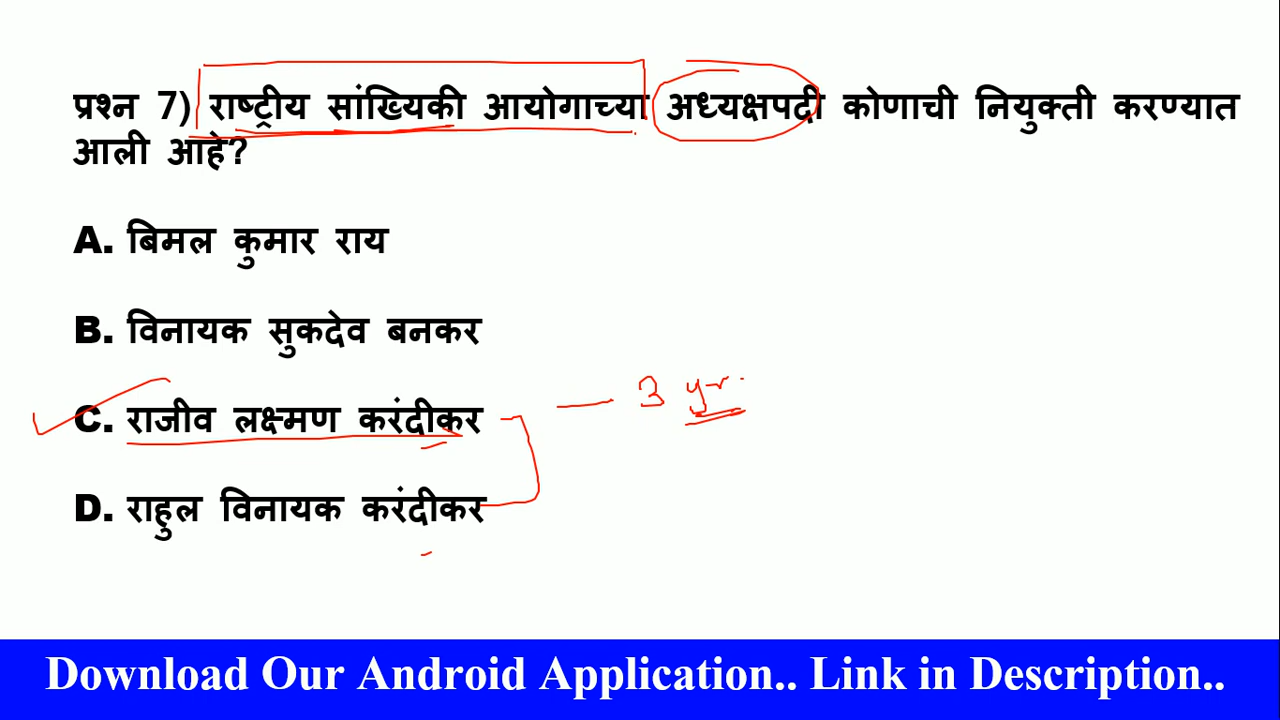 प्रश्न 7) राष्ट्रीय सांख्यिकी आयोगाच्या अध्यक्षपदी कोणाची नियुक्ती करण्यात
आली आहे?
A. बिमल कुमार राय
B. विनायक सुकदेव बनकर
C. राजीव लक्ष्मण करंदीकर
3 yr.
D. राहुल विनायक करंदीकर
Download Our Android Application.. Link in Description..